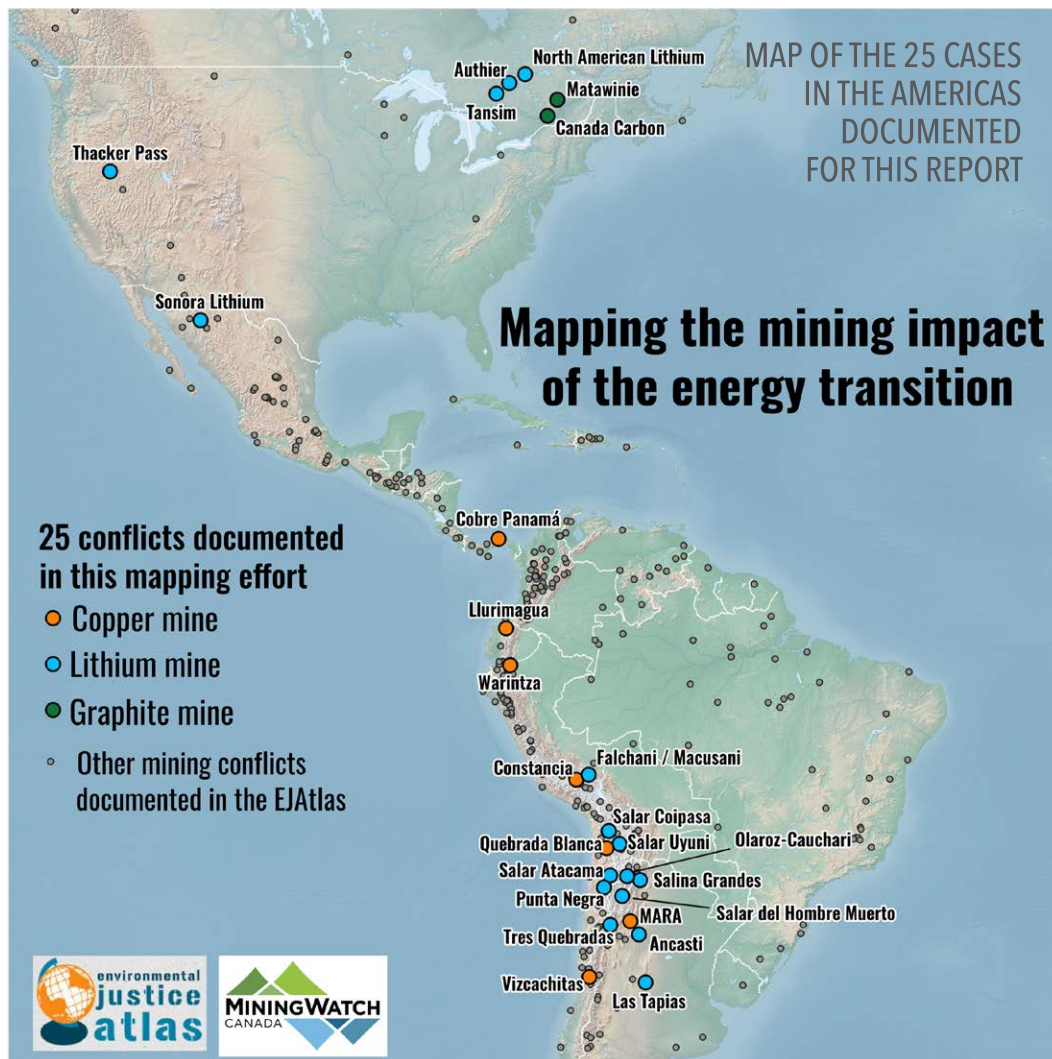 MAP OF THE 25 CASES
IN THE AMERICAS
DOCUMENTED
FOR THIS REPORT
North American Lithium
Authier
Matawinie
Tansim
Canada Carbon
Thacker Pass
Sonora Lithium
Mapping the mining impact
of the energy transition
Cobre Panamá
25 conflicts documented
in this mapping effort
Copper mine
Lithium mine
Graphite mine
Other mining conflicts
documented in the EJAtlas
Llurimagua
Warintza
Falchani / Macusani
Constancia
Salar Coipasa
Olaroz-Cauchari
Quebrada Blanca
Salar Uyuni
Salar Atacama
Salina Grandes
Punta Negra
Salar del Hombre Muerto
MARA
Tres Quebradas
Ancasti
Vizcachitas
Las Tapias
environmental
justice
atlas
MININGWATCH
CANADA